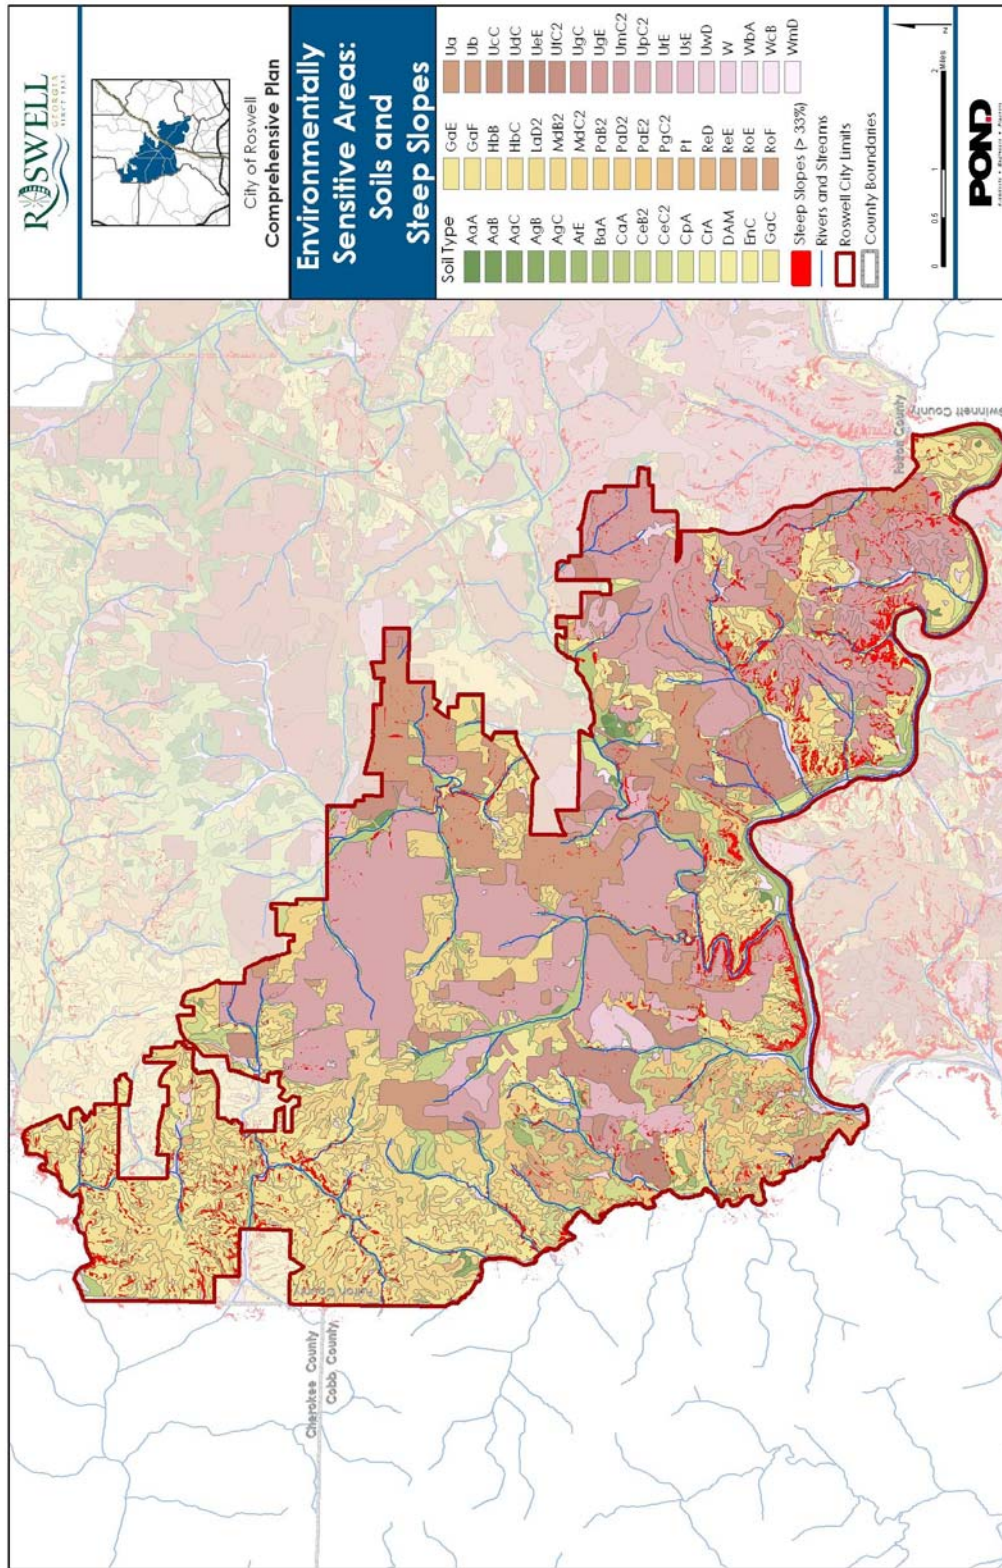 ROSWELL
GEORGIA
SINCE 1854
City of Roswell
Comprehensive Plan
Environmentally
Sensitive Areas:
Soils and
Steep Slopes
Soil Type
AaA
AaB
AaC
AgB
AgC
ArE
BaA
CaA
CeB2
CeC2
CpA
CrA
DAM
EnC
GaC
GaE
GaF
HbB
HbC
LaD2
MdB2
MdC2
PaB2
PaD2
PaE2
PgC2
Pt
ReD
ReE
RoE
RoF
Ua
Ub
UcC
UdC
UeE
UfC2
UgC
UgE
UmC2
UpC2
UrE
UsE
UwD
W
WbA
WcB
WmD
Steep Slopes (> 33%)
Rivers and Streams
Roswell City Limits
County Boundaries
0 0.5 1 2
Miles
POND
Cherokee County
Cobb County
Fulton County
Fulton County
Gwinnett County